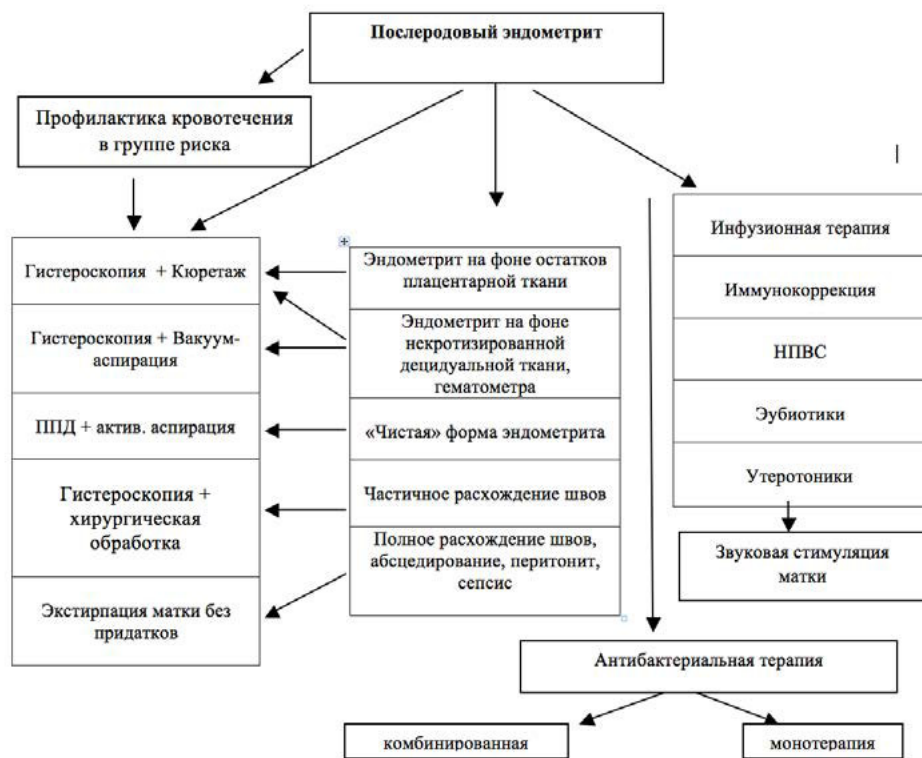 Послеродовый эндометрит
Профилактика кровотечения
в группе риска
Гистероскопия + Кюретаж
Гистероскопия + Вакуум-
аспирация
ППД + актив. аспирация
Гистероскопия +
хирургическая
обработка
Экстирпация матки без
придатков
Эндометрит на фоне остатков
плацентарной ткани
Эндометрит на фоне
некротизированной
децидуальной ткани,
гематометра
«Чистая» форма эндометрита
Частичное расхождение швов
Полное расхождение швов,
абсцедирование, перитонит,
сепсис
Инфузионная терапия
Иммунокоррекция
НПВС
Эубиотики
Утеротоники
Звуковая стимуляция
матки
Антибактериальная терапия
комбинированная
монотерапия